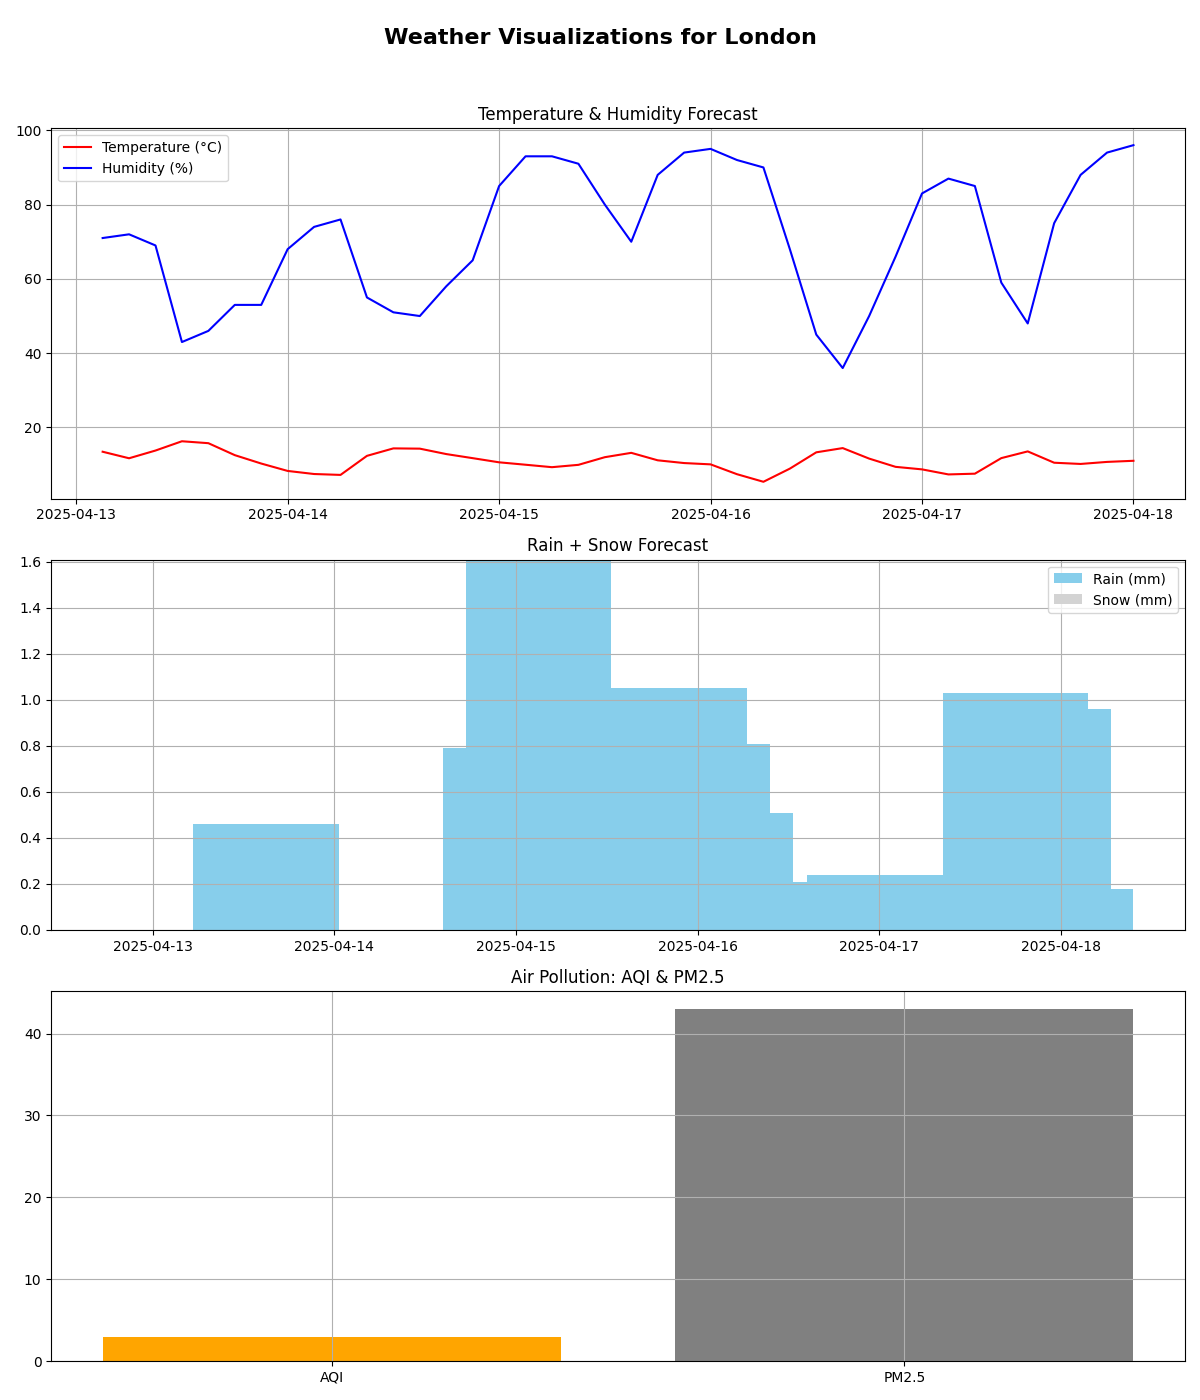 Weather Visualizations for London
Temperature & Humidity Forecast
Temperature (°C)
Humidity (%)
100
80
60
40
20
2025-04-13 2025-04-14 2025-04-15 2025-04-16 2025-04-17 2025-04-18
Rain + Snow Forecast
Rain (mm)
Snow (mm)
1.6
1.4
1.2
1.0
0.8
0.6
0.4
0.2
0.0
2025-04-13 2025-04-14 2025-04-15 2025-04-16 2025-04-17 2025-04-18
Air Pollution: AQI & PM2.5
40
30
20
10
0
AQI PM2.5